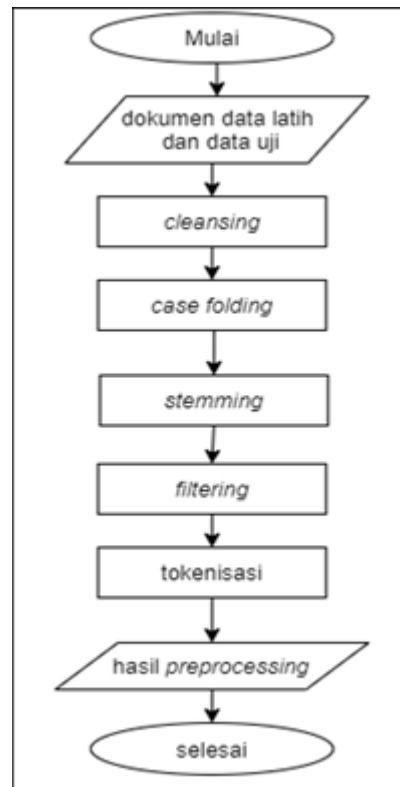 Mulai
dokumen data latih
dan data uji
cleansing
case folding
stemming
filtering
tokenisasi
hasil preprocessing
selesai